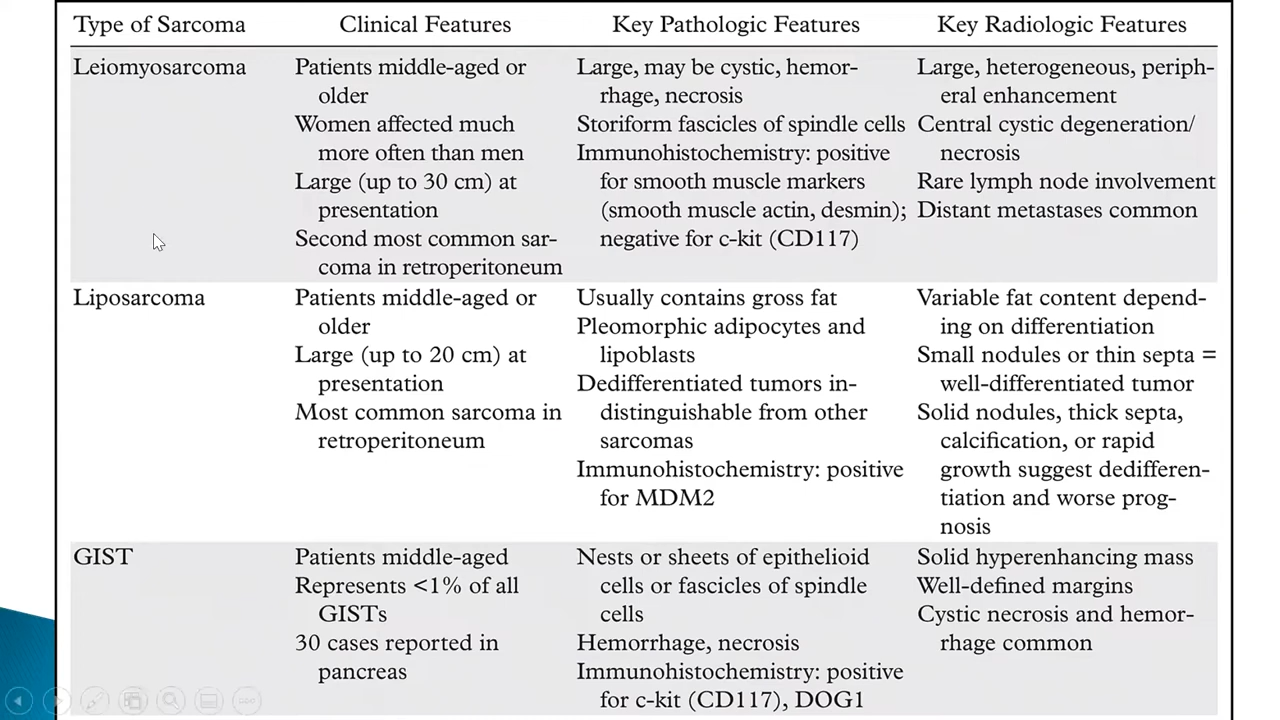 Type of Sarcoma
Clinical Features
Key Pathologic Features
Key Radiologic Features
Leiomyosarcoma
Patients middle-aged or
older
Women affected much
more often than men
Large (up to 30 cm) at
presentation
Second most common sar-
coma in retroperitoneum
Large, may be cystic, hemor-
rhage, necrosis
Storiform fascicles of spindle cells
Immunohistochemistry: positive
for smooth muscle markers
(smooth muscle actin, desmin);
negative for c-kit (CD117)
Large, heterogeneous, periph-
eral enhancement
Central cystic degeneration/
necrosis
Rare lymph node involvement
Distant metastases common
Liposarcoma
Patients middle-aged or
older
Large (up to 20 cm) at
presentation
Most common sarcoma in
retroperitoneum
Usually contains gross fat
Pleomorphic adipocytes and
lipoblasts
Dedifferentiated tumors in-
distinguishable from other
sarcomas
Immunohistochemistry: positive
for MDM2
Variable fat content depend-
ing on differentiation
Small nodules or thin septa =
well-differentiated tumor
Solid nodules, thick septa,
calcification, or rapid
growth suggest dedifferen-
tiation and worse prog-
nosis
GIST
Patients middle-aged
Represents <1% of all
GISTs
30 cases reported in
pancreas
Nests or sheets of epithelioid
cells or fascicles of spindle
cells
Hemorrhage, necrosis
Immunohistochemistry: positive
for c-kit (CD117), DOG1
Solid hyperenhancing mass
Well-defined margins
Cystic necrosis and hemor-
rhage common